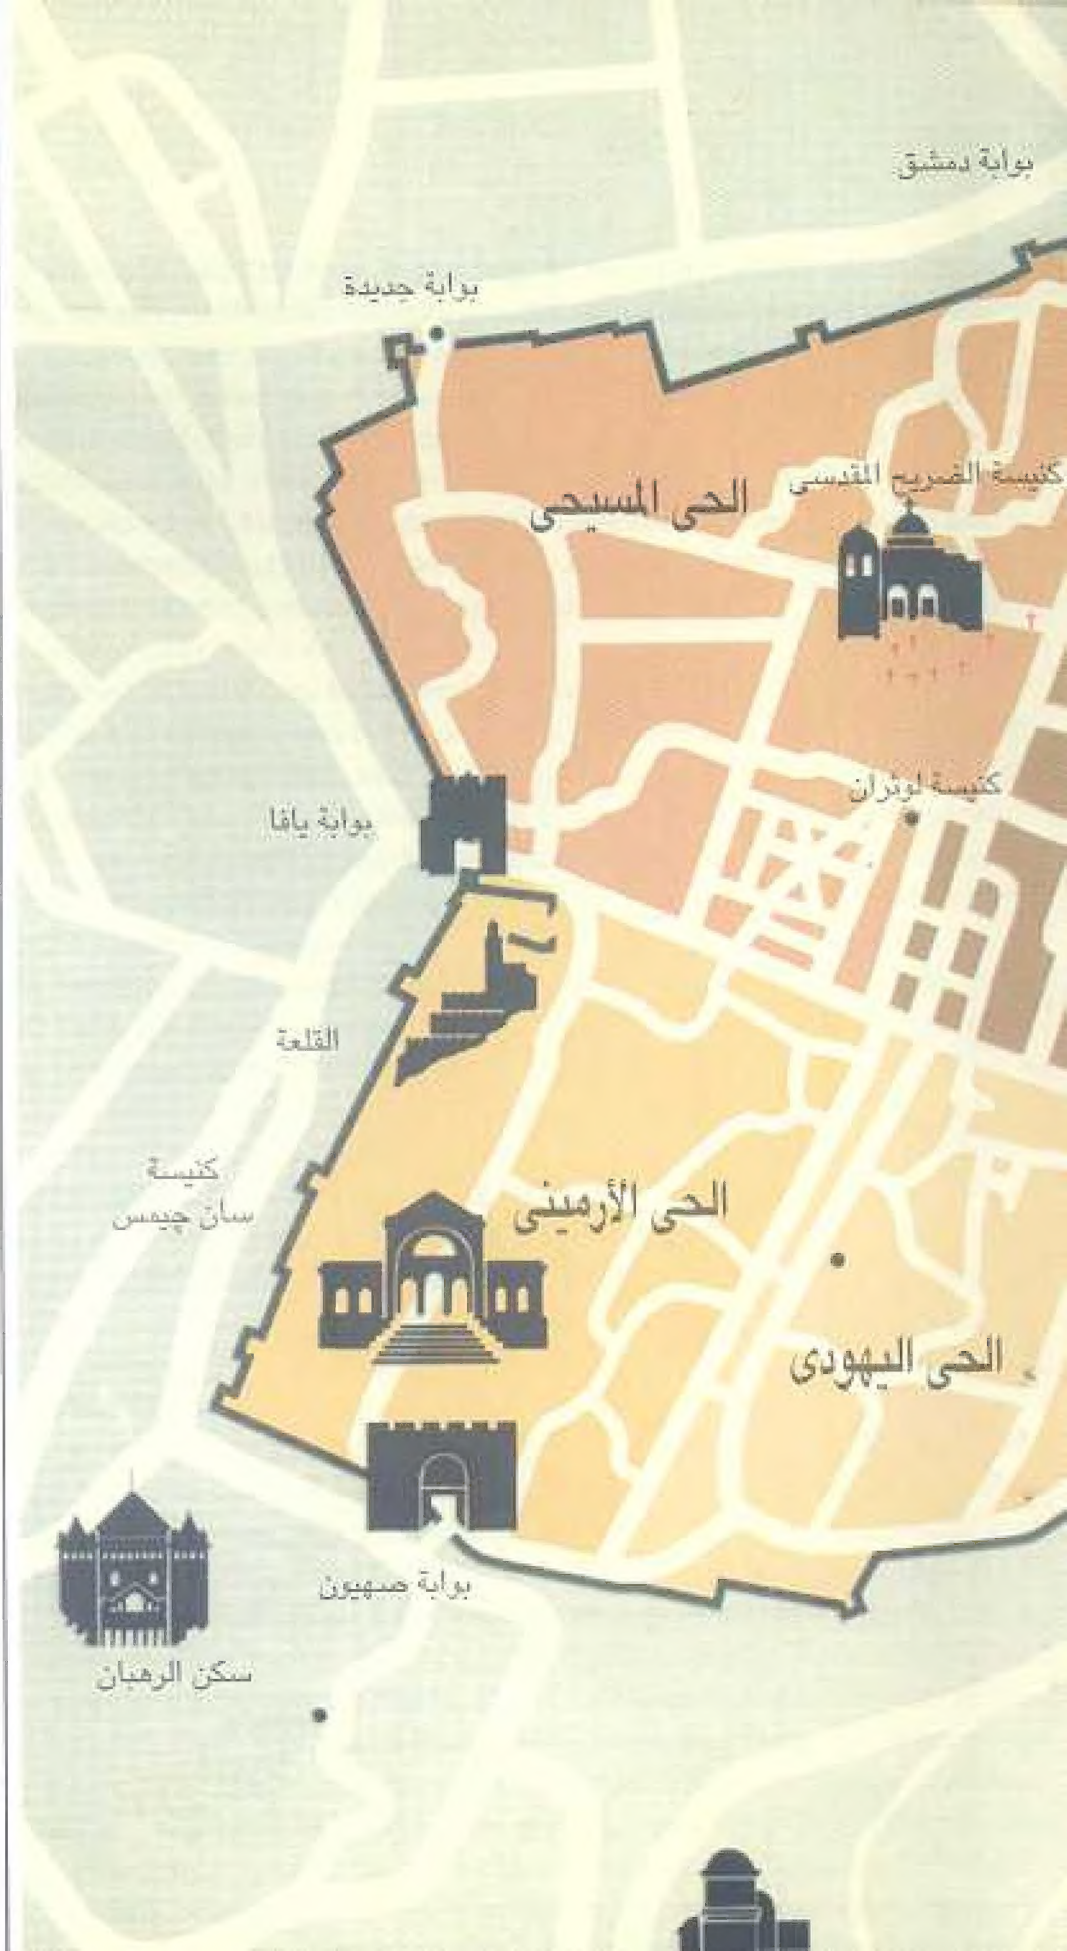 بوابة دمشق
بوابة جديدة
كنيسة الضريح المقدسى
الحى المسيحى
كنيسة لوثران
بوابة يافا
القلعة
كنيسة
سان چيمس
الحى الأرمينى
الحى اليهودى
بوابة صهيون
سكن الرهبان